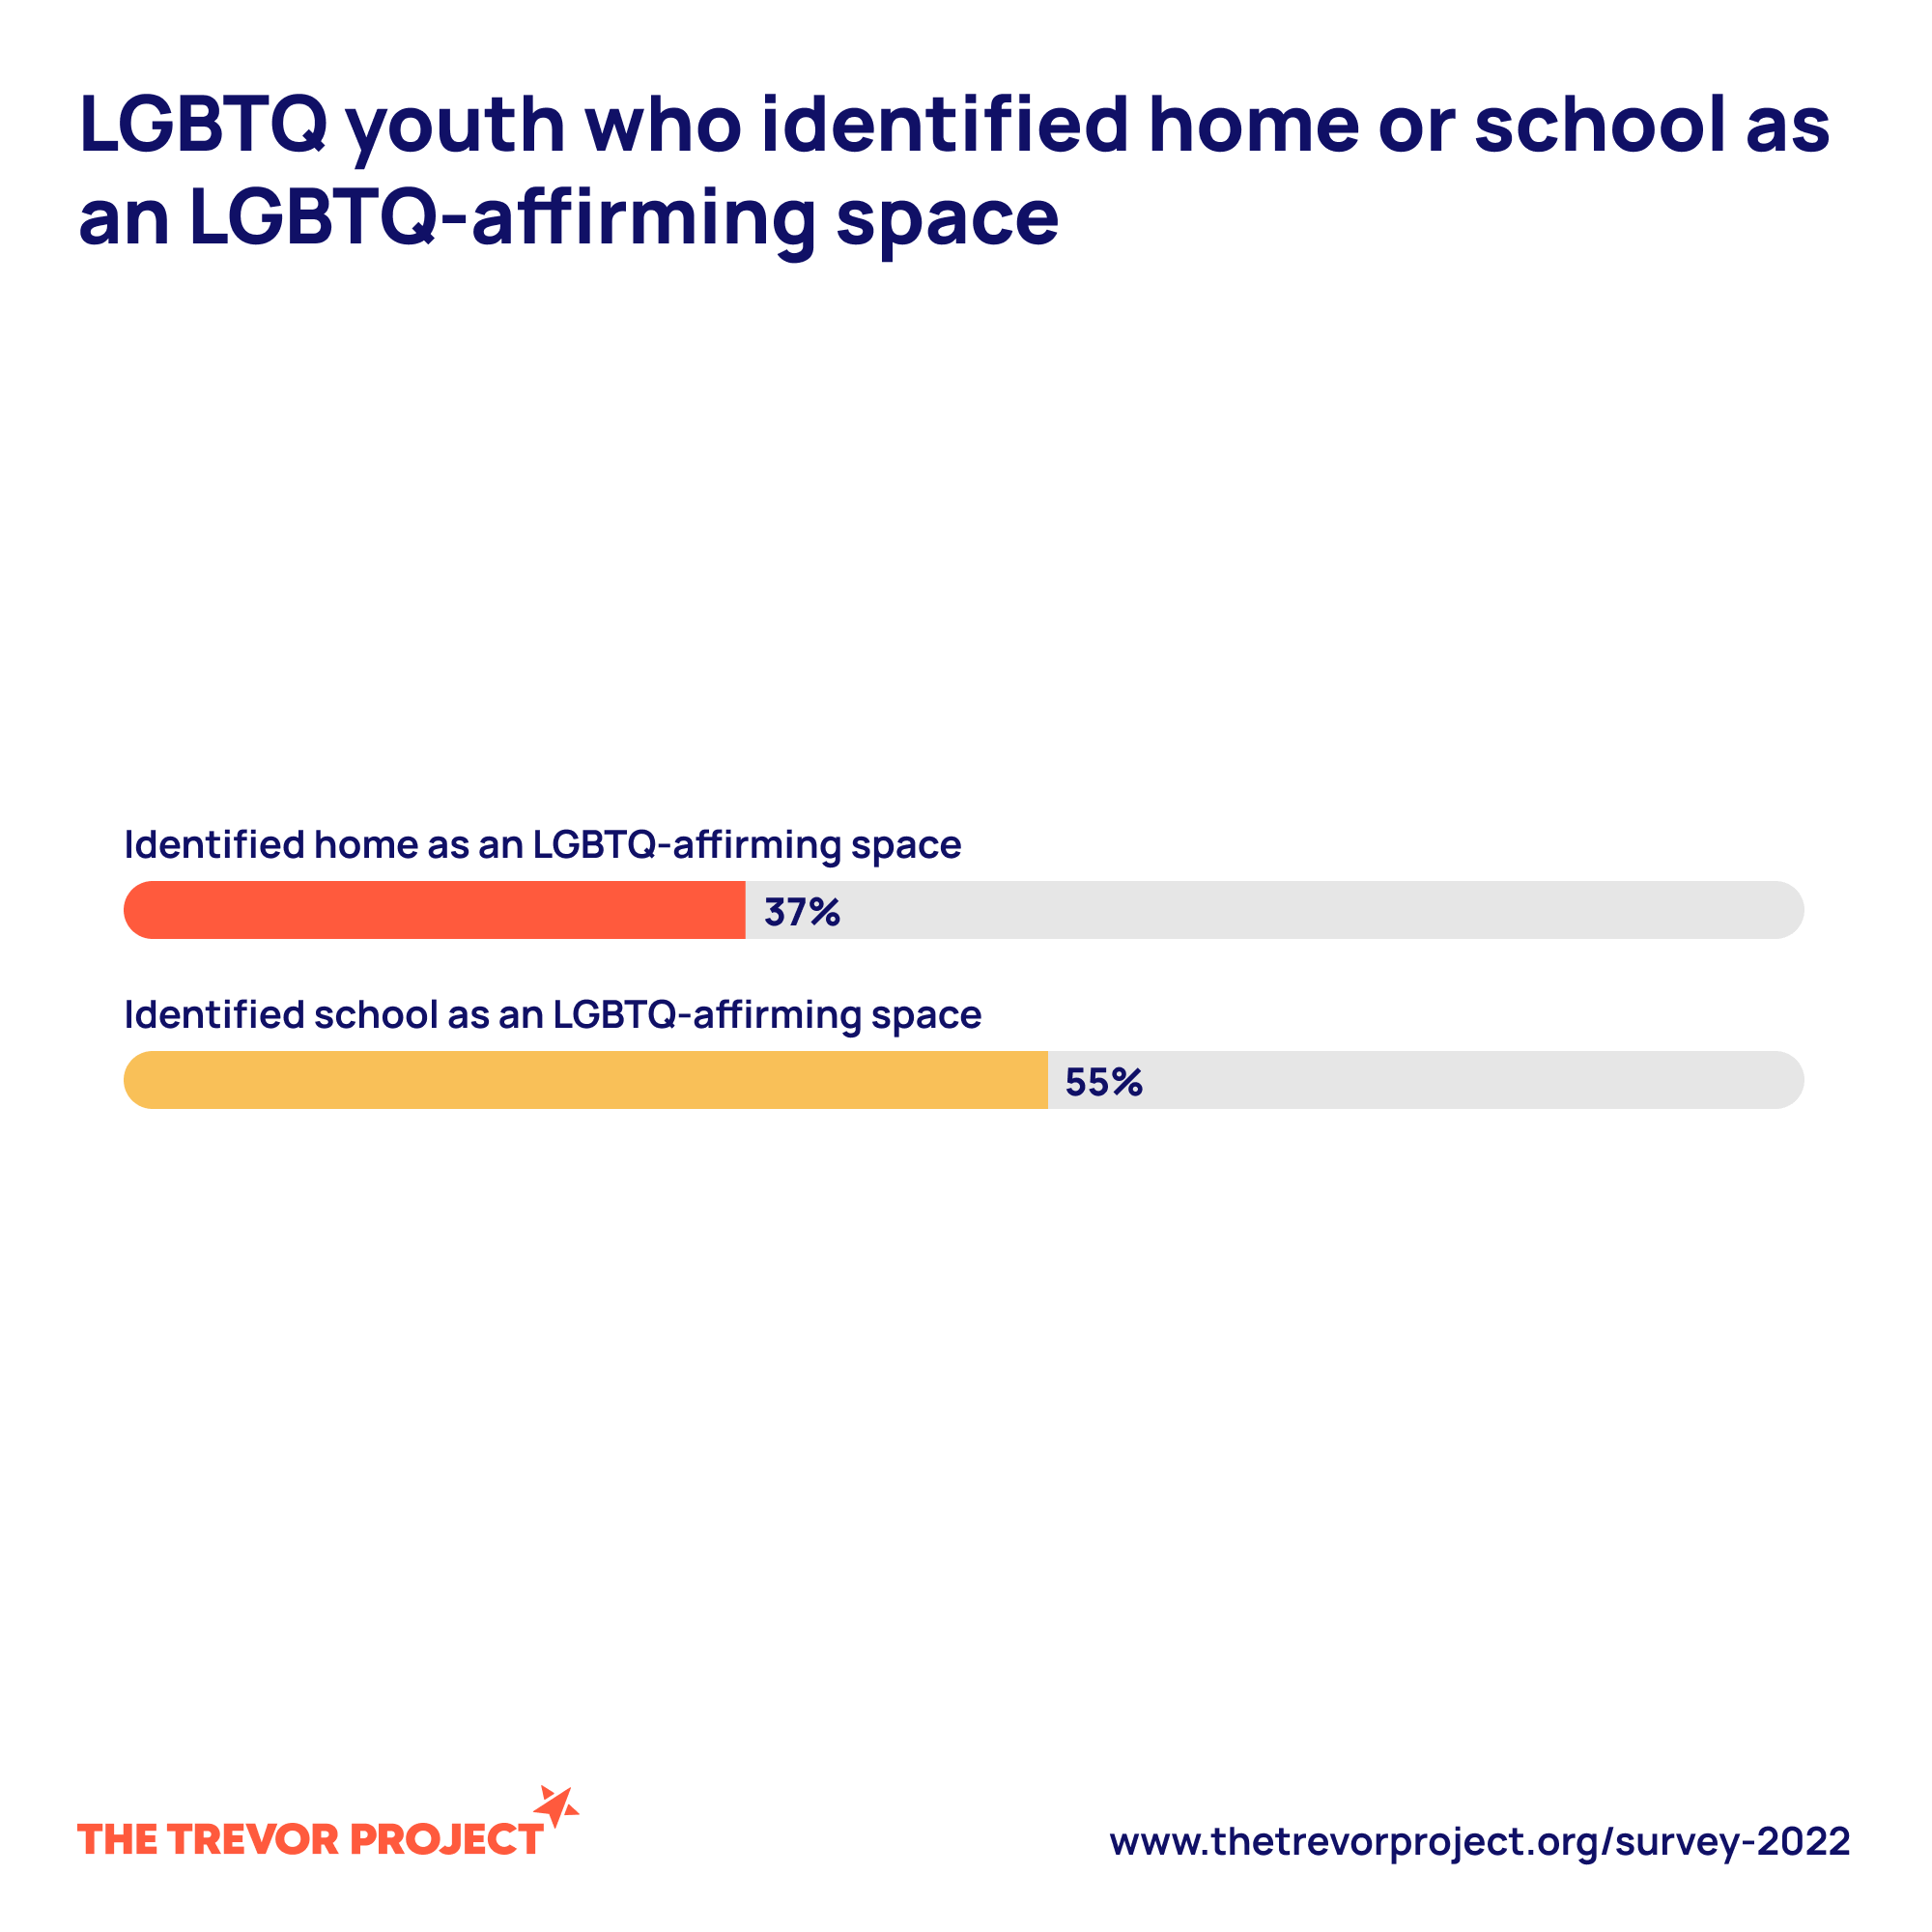 LGBTQ youth who identified home or school as
an LGBTQ-affirming space
Identified home as an LGBTQ-affirming space
37%
Identified school as an LGBTQ-affirming space
55%
THE TREVOR PROJECT
www.thetrevorproject.org/survey-2022